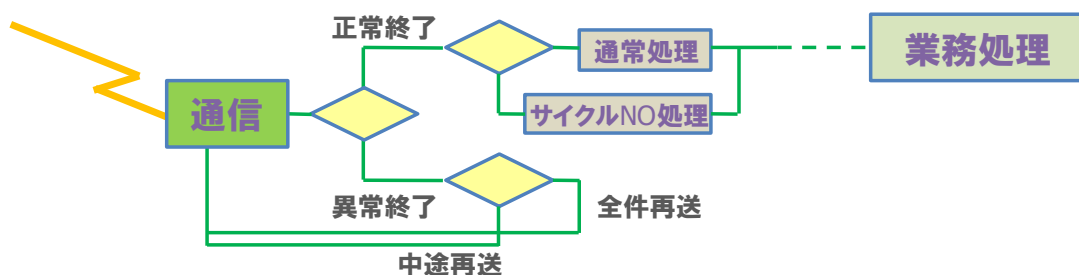 正常終了
通常処理
業務処理
通信
サイクルNO処理
異常終了
全件再送
中途再送